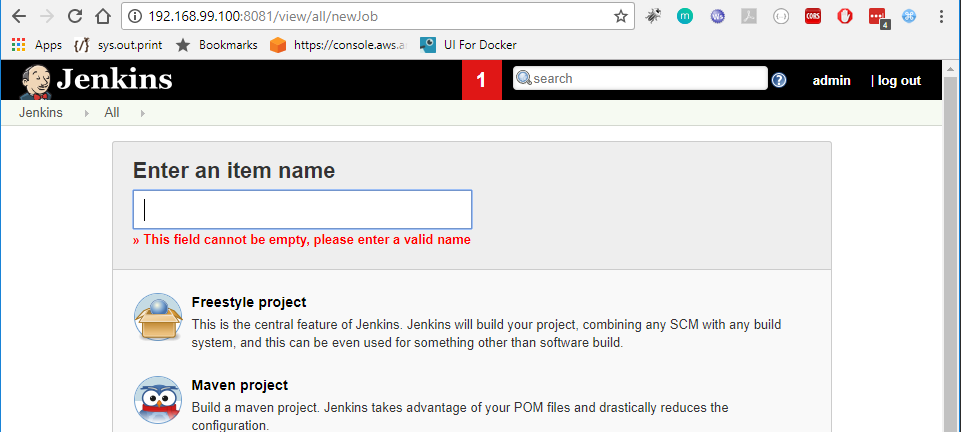 192.168.99.100:8081/view/all/newJob
CORS
4
Apps {/} sys.out.print Bookmarks https://console.aws.a UI For Docker
Jenkins 1 search ? admin | log out
Jenkins All
Enter an item name
» This field cannot be empty, please enter a valid name
Freestyle project
This is the central feature of Jenkins. Jenkins will build your project, combining any SCM with any build
system, and this can be even used for something other than software build.
Maven project
Build a maven project. Jenkins takes advantage of your POM files and drastically reduces the
configuration.